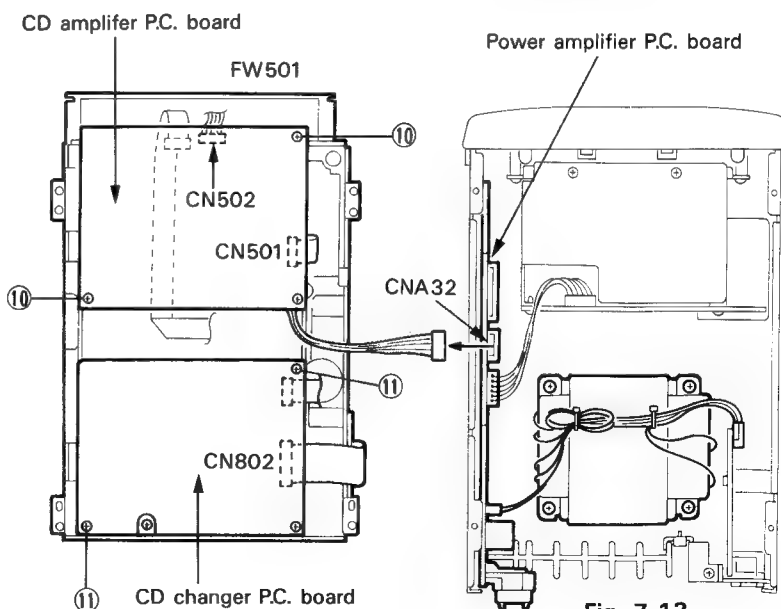 CD amplifer P.C. board
Power amplifier P.C. board
FW501
⑩
CN502
CN501
CNA32
⑩
⑪
CN802
⑪ CD changer P.C. board
Fig. 7-13